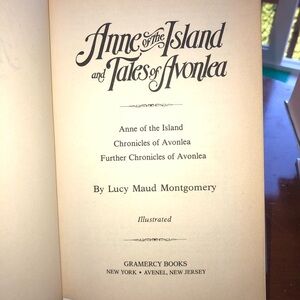 Anne of the Island
and Tales of Avonlea
Anne of the Island
Chronicles of Avonlea
Further Chronicles of Avonlea
By Lucy Maud Montgomery
Illustrated
GRAMERCY BOOKS
NEW YORK • AVENEL, NEW JERSEY